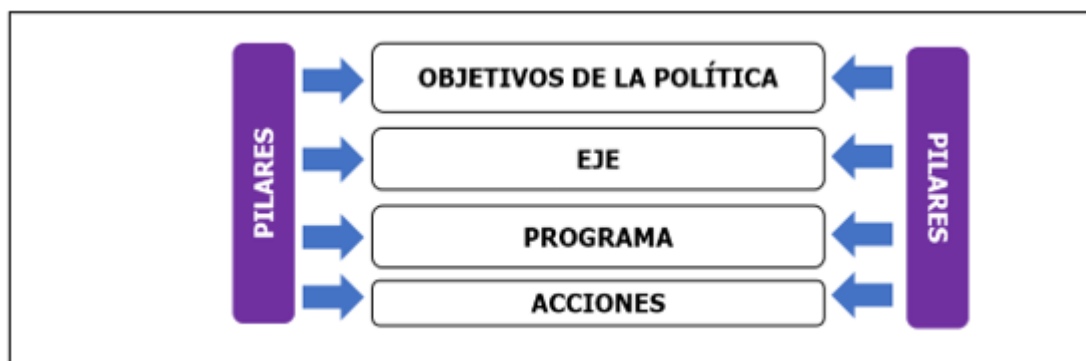 PILARES
OBJETIVOS DE LA POLÍTICA
EJE
PROGRAMA
ACCIONES
PILARES